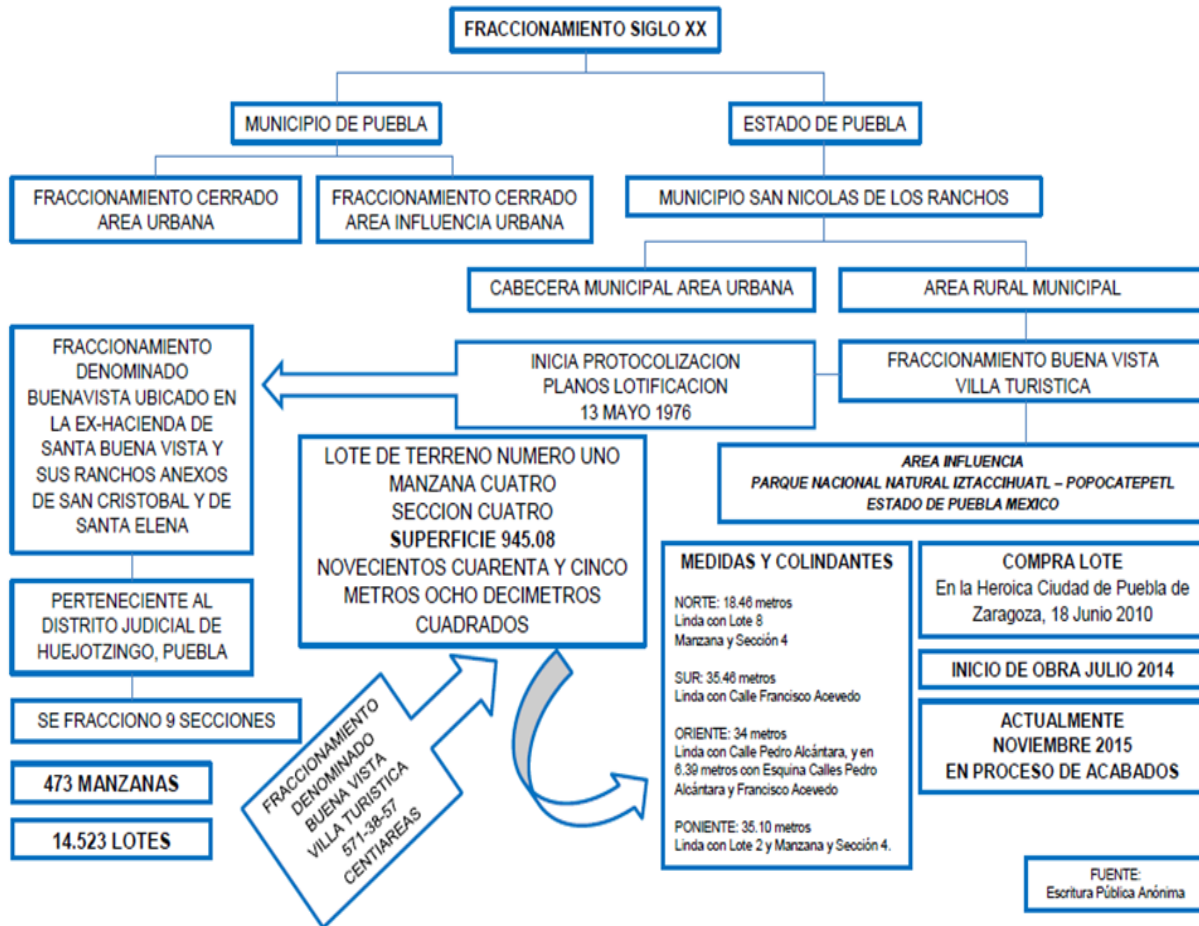 FRACCIONAMIENTO SIGLO XX
MUNICIPIO DE PUEBLA
ESTADO DE PUEBLA
FRACCIONAMIENTO CERRADO
AREA URBANA
FRACCIONAMIENTO CERRADO
AREA INFLUENCIA URBANA
MUNICIPIO SAN NICOLAS DE LOS RANCHOS
CABECERA MUNICIPAL AREA URBANA
AREA RURAL MUNICIPAL
FRACCIONAMIENTO BUENA VISTA
VILLA TURISTICA
INICIA PROTOCOLIZACION
PLANOS LOTIFICACION
13 MAYO 1976
FRACCIONAMIENTO
DENOMINADO
BUENAVISTA UBICADO EN
LA EX-HACIENDA DE
SANTA BUENA VISTA Y
SUS RANCHOS ANEXOS
DE SAN CRISTOBAL Y DE
SANTA ELENA
PERTENECIENTE AL
DISTRITO JUDICIAL DE
HUEJOTZINGO, PUEBLA
SE FRACCIONO 9 SECCIONES
473 MANZANAS
14.523 LOTES
FRACCIONAMIENTO
DENOMINADO
BUENA VISTA
VILLA TURISTICA
571-38-57
CENTIAREAS
LOTE DE TERRENO NUMERO UNO
MANZANA CUATRO
SECCION CUATRO
SUPERFICIE 945.08
NOVECIENTOS CUARENTA Y CINCO
METROS OCHO DECIMETROS
CUADRADOS
AREA INFLUENCIA
PARQUE NACIONAL NATURAL IZTACCIHUATL – POPOCATEPETL
ESTADO DE PUEBLA MEXICO
MEDIDAS Y COLINDANTES
NORTE: 18.46 metros
Linda con Lote 8
Manzana y Sección 4
SUR: 35.46 metros
Linda con Calle Francisco Acevedo
ORIENTE: 34 metros
Linda con Calle Pedro Alcántara, y en
6.39 metros con Esquina Calles Pedro
Alcántara y Francisco Acevedo
PONIENTE: 35.10 metros
Linda con Lote 2 y Manzana y Sección 4.
COMPRA LOTE
En la Heroica Ciudad de Puebla de
Zaragoza, 18 Junio 2010
INICIO DE OBRA JULIO 2014
ACTUALMENTE
NOVIEMBRE 2015
EN PROCESO DE ACABADOS
FUENTE:
Escritura Pública Anónima